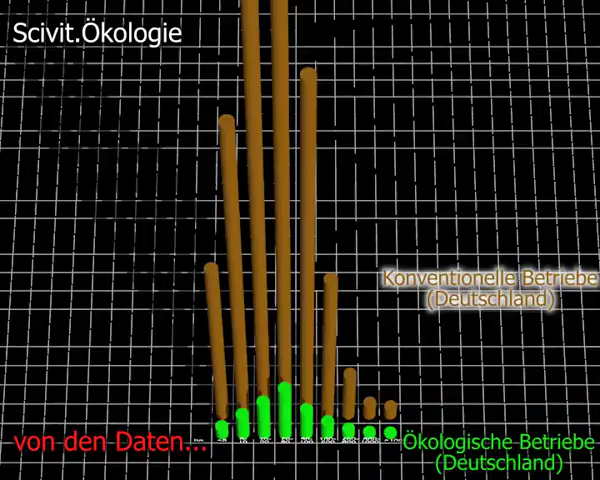 Scivit.Ökologie
Konventionelle Betriebe
(Deutschland)
von den Daten...
Ökologische Betriebe
(Deutschland)